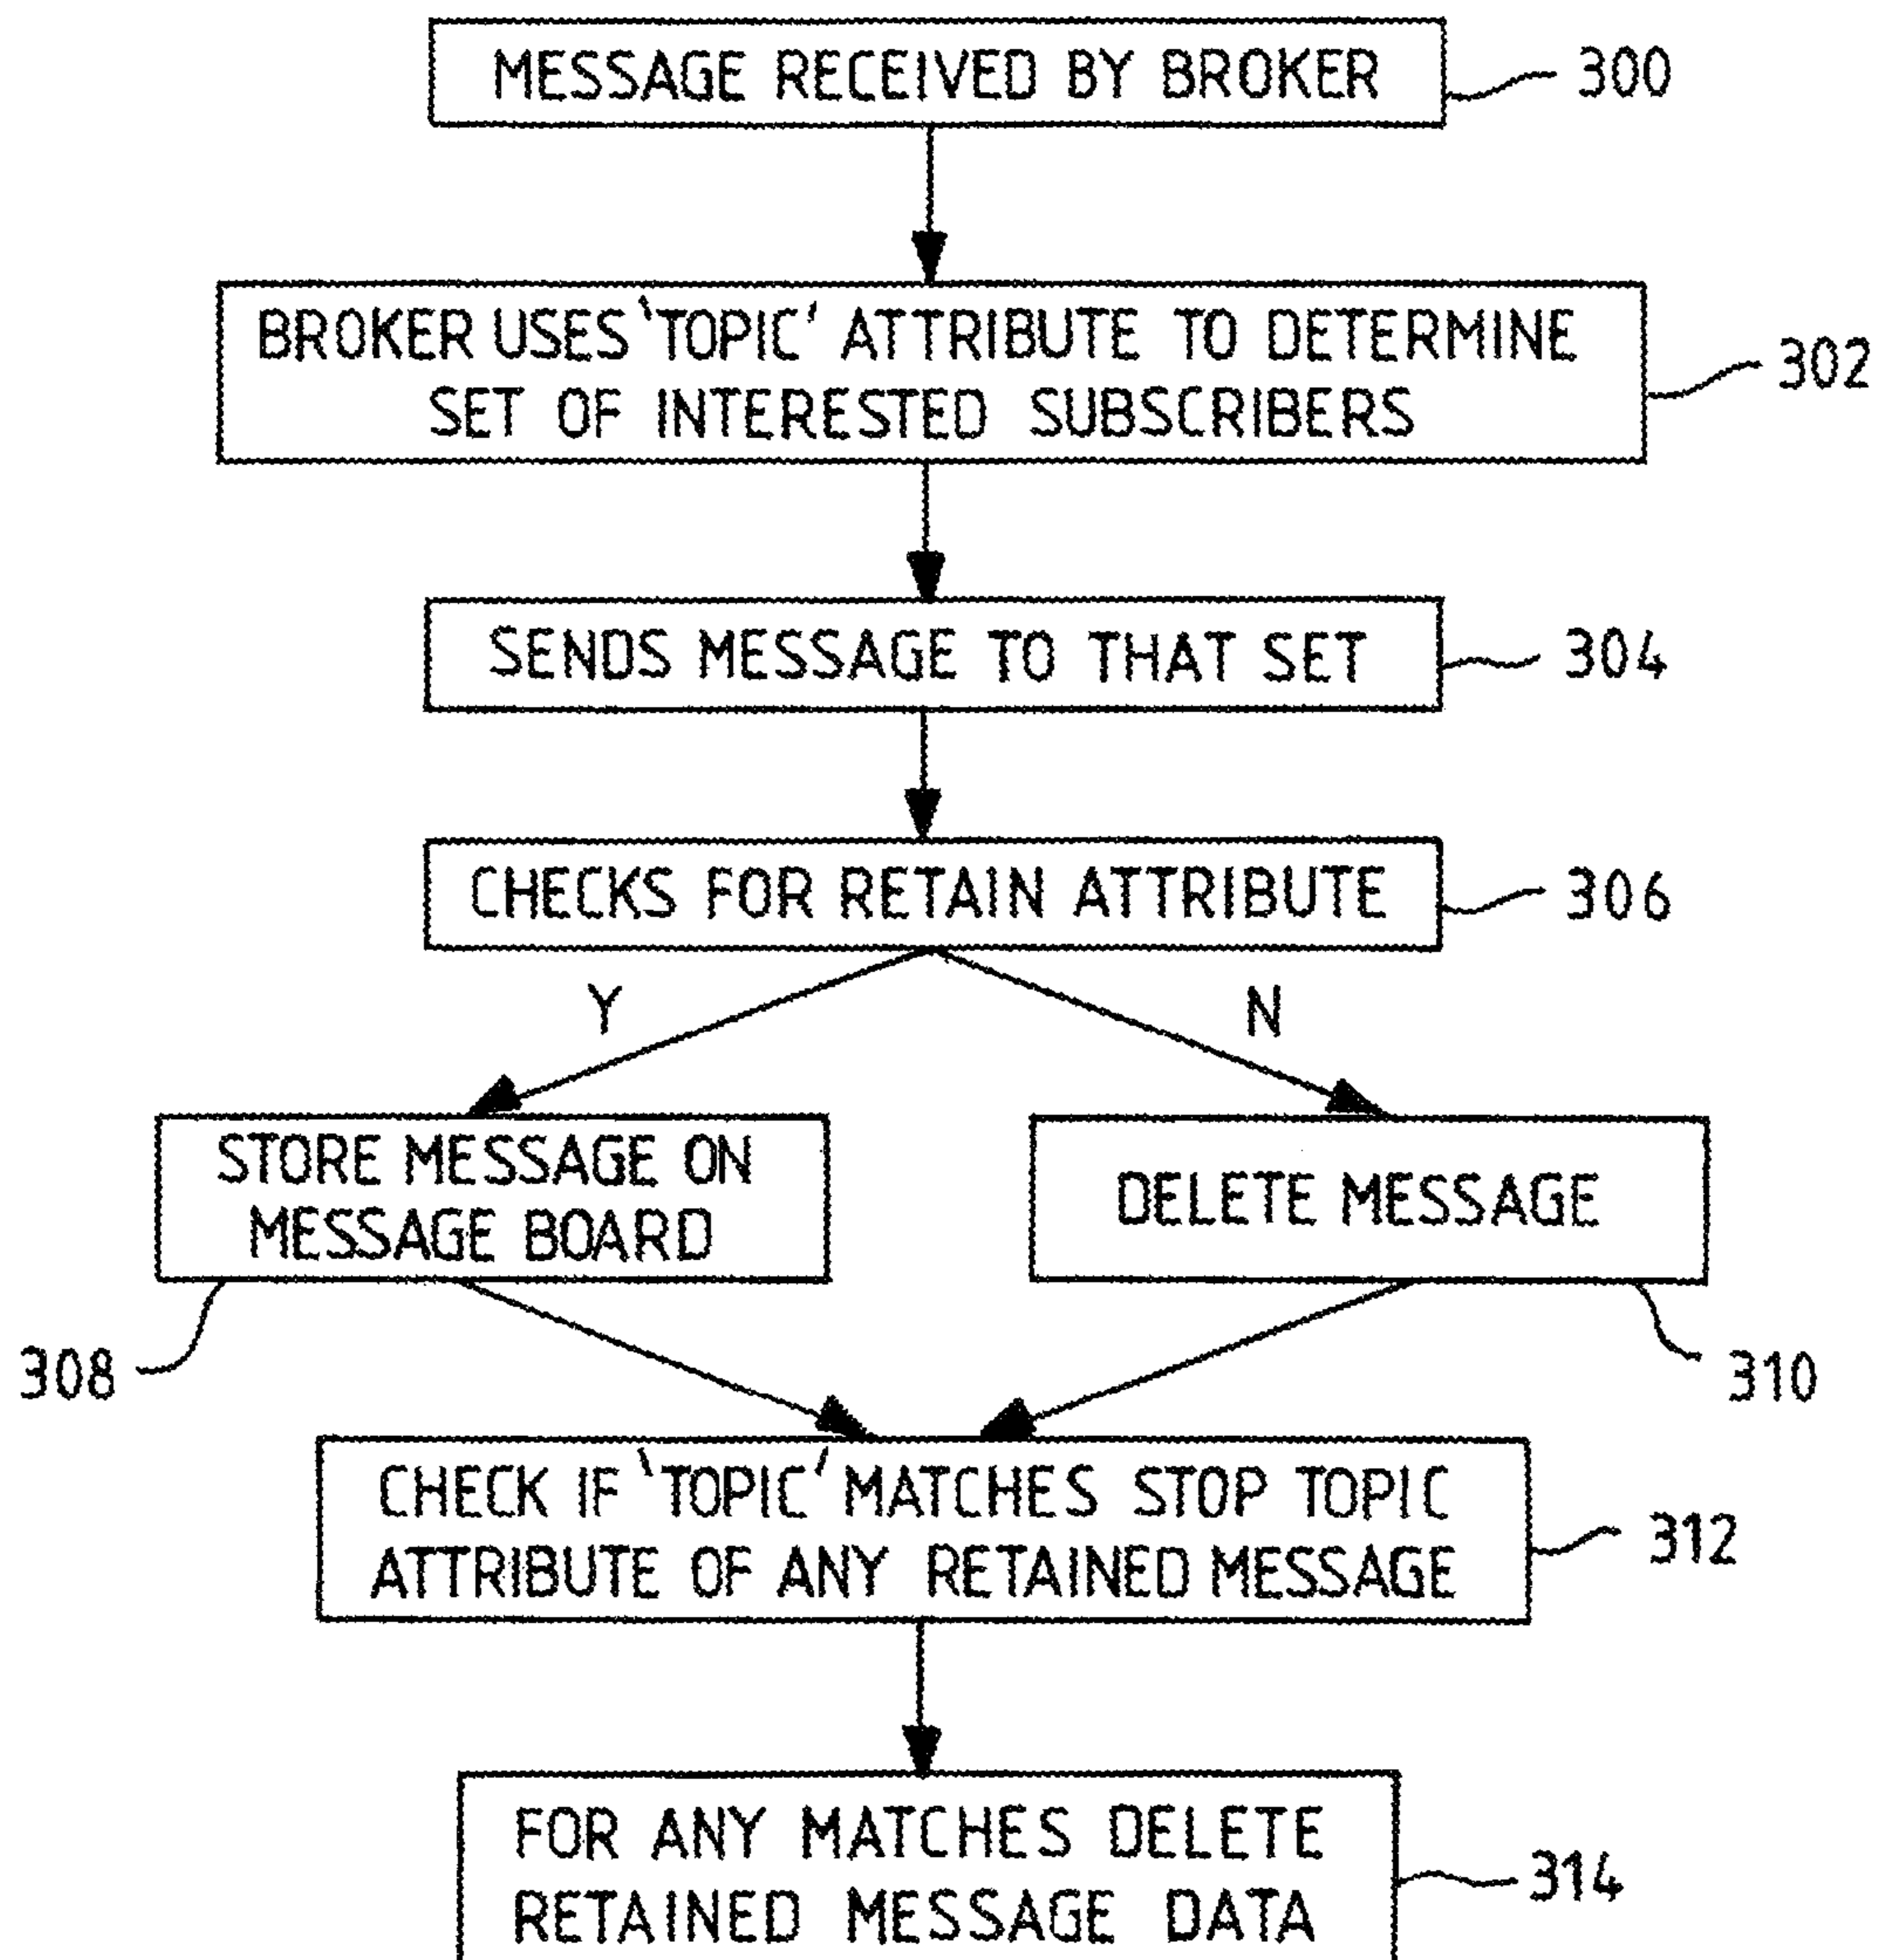 MESSAGE RECEIVED BY BROKER
300
BROKER USES 'TOPIC' ATTRIBUTE TO DETERMINE
SET OF INTERESTED SUBSCRIBERS
302
SENDS MESSAGE TO THAT SET
304
CHECKS FOR RETAIN ATTRIBUTE
306
Y
N
STORE MESSAGE ON
MESSAGE BOARD
DELETE MESSAGE
308
310
CHECK IF 'TOPIC' MATCHES STOP TOPIC
ATTRIBUTE OF ANY RETAINED MESSAGE
312
FOR ANY MATCHES DELETE
RETAINED MESSAGE DATA
314